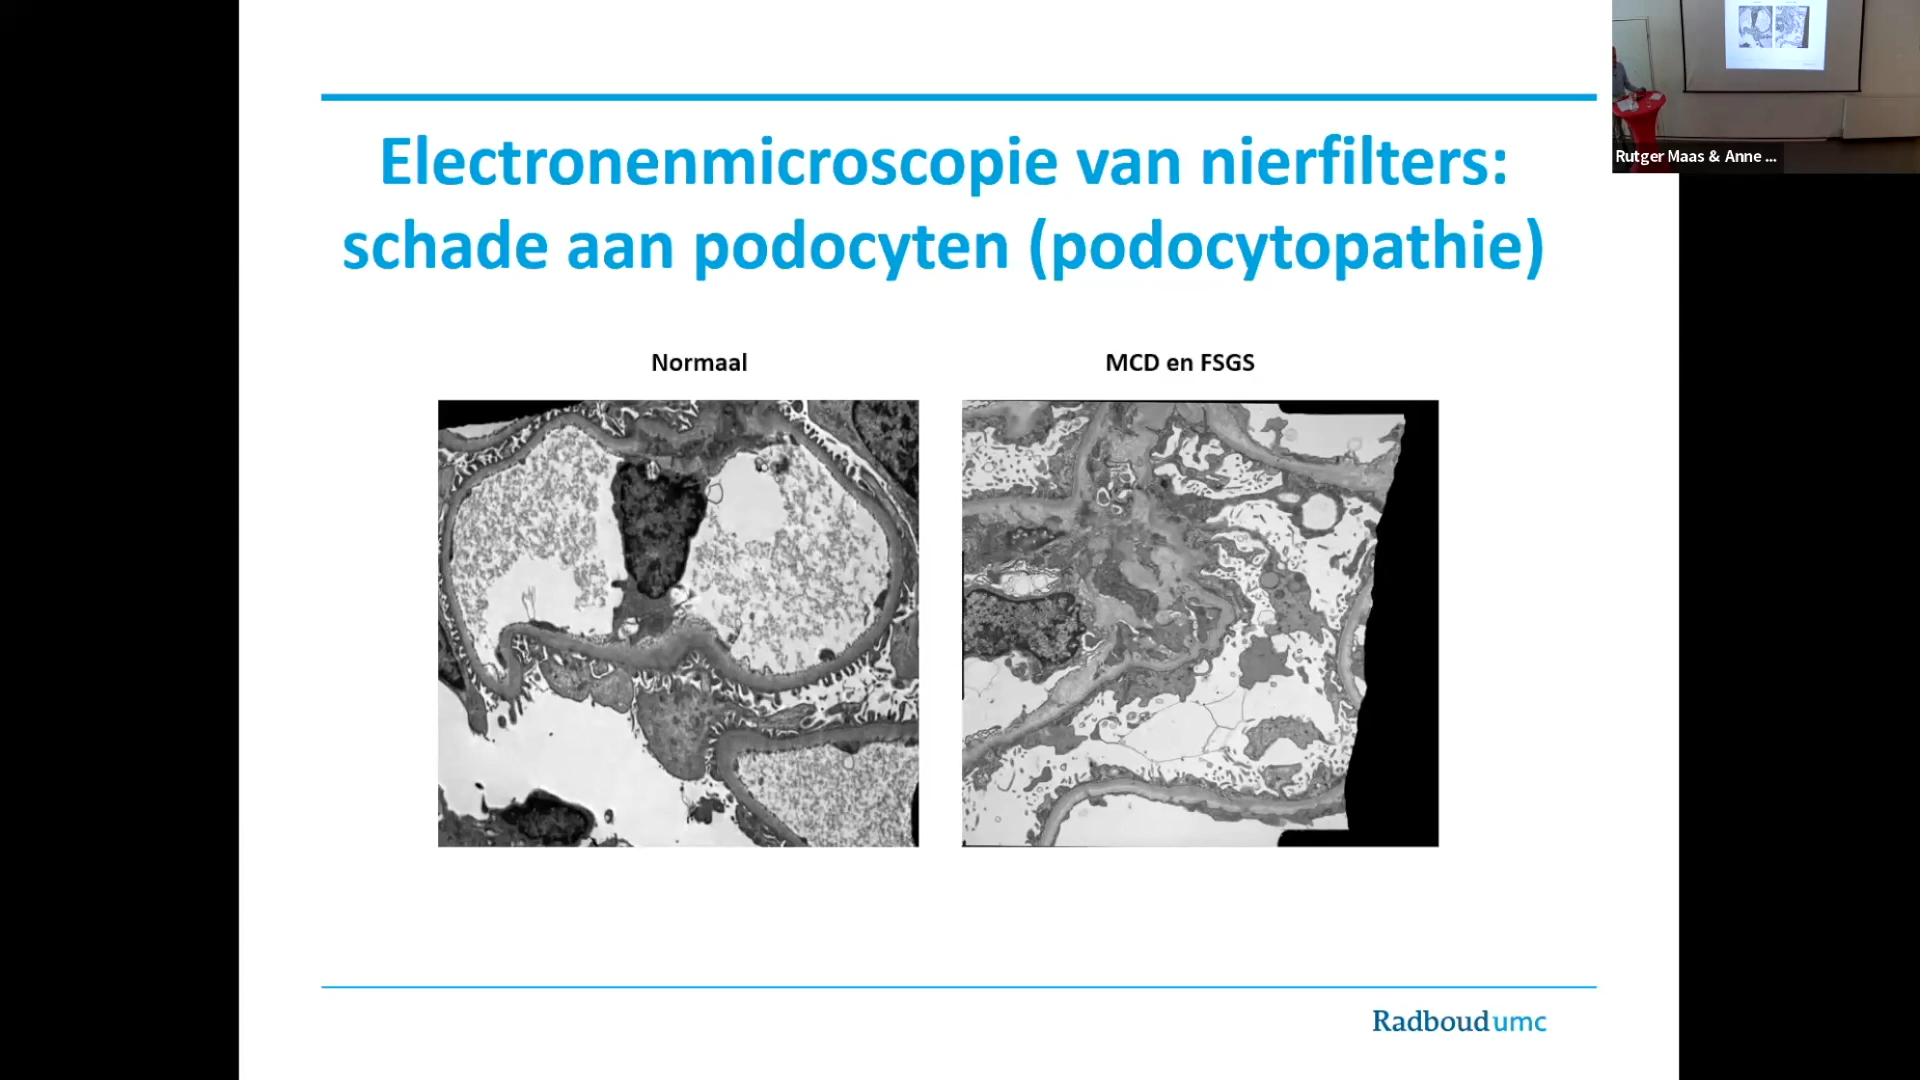 Electronenmicroscopie van nierfilters:
schade aan podocyten (podocytopathie)
Normaal
MCD en FSGS
Radboudumc
Rutger Maas & Anne ...